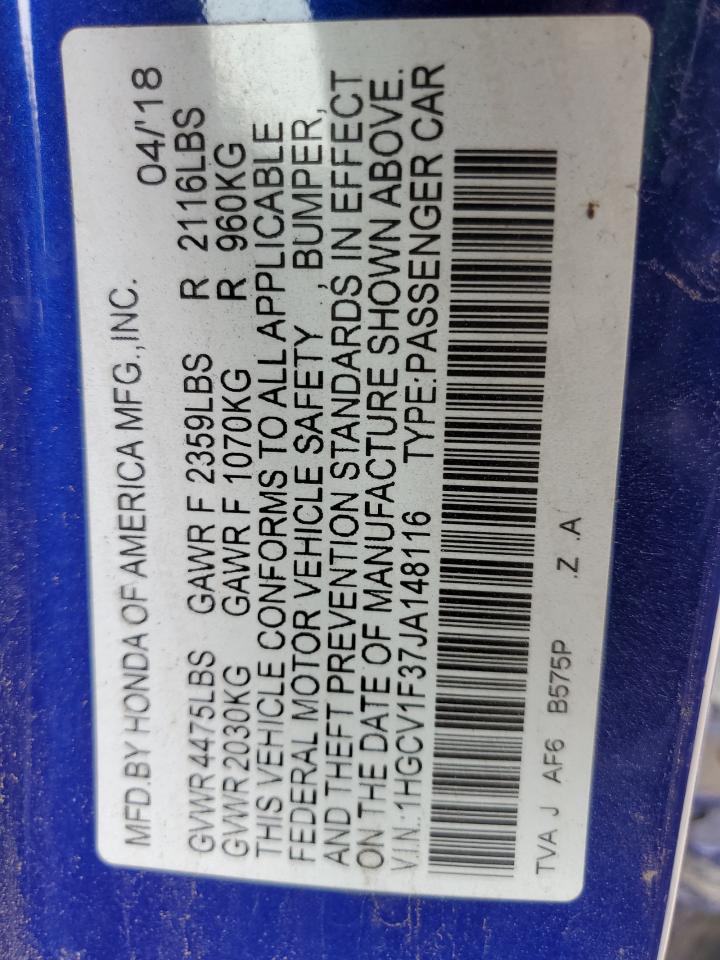 MFD.BY HONDA OF AMERICA MFG.,INC. 04/'18
GVWR 4475LBS GAWR F 2359LBS R 2116LBS
GVWR 2030KG GAWR F 1070KG R 960KG
THIS VEHICLE CONFORMS TO ALL APPLICABLE
FEDERAL MOTOR VEHICLE SAFETY , BUMPER,
AND THEFT PREVENTION STANDARDS IN EFFECT
ON THE DATE OF MANUFACTURE SHOWN ABOVE.
V.I.N.:1HGCV1F37JA148116 TYPE:PASSENGER CAR
TVA J AF6 B575P .Z .A